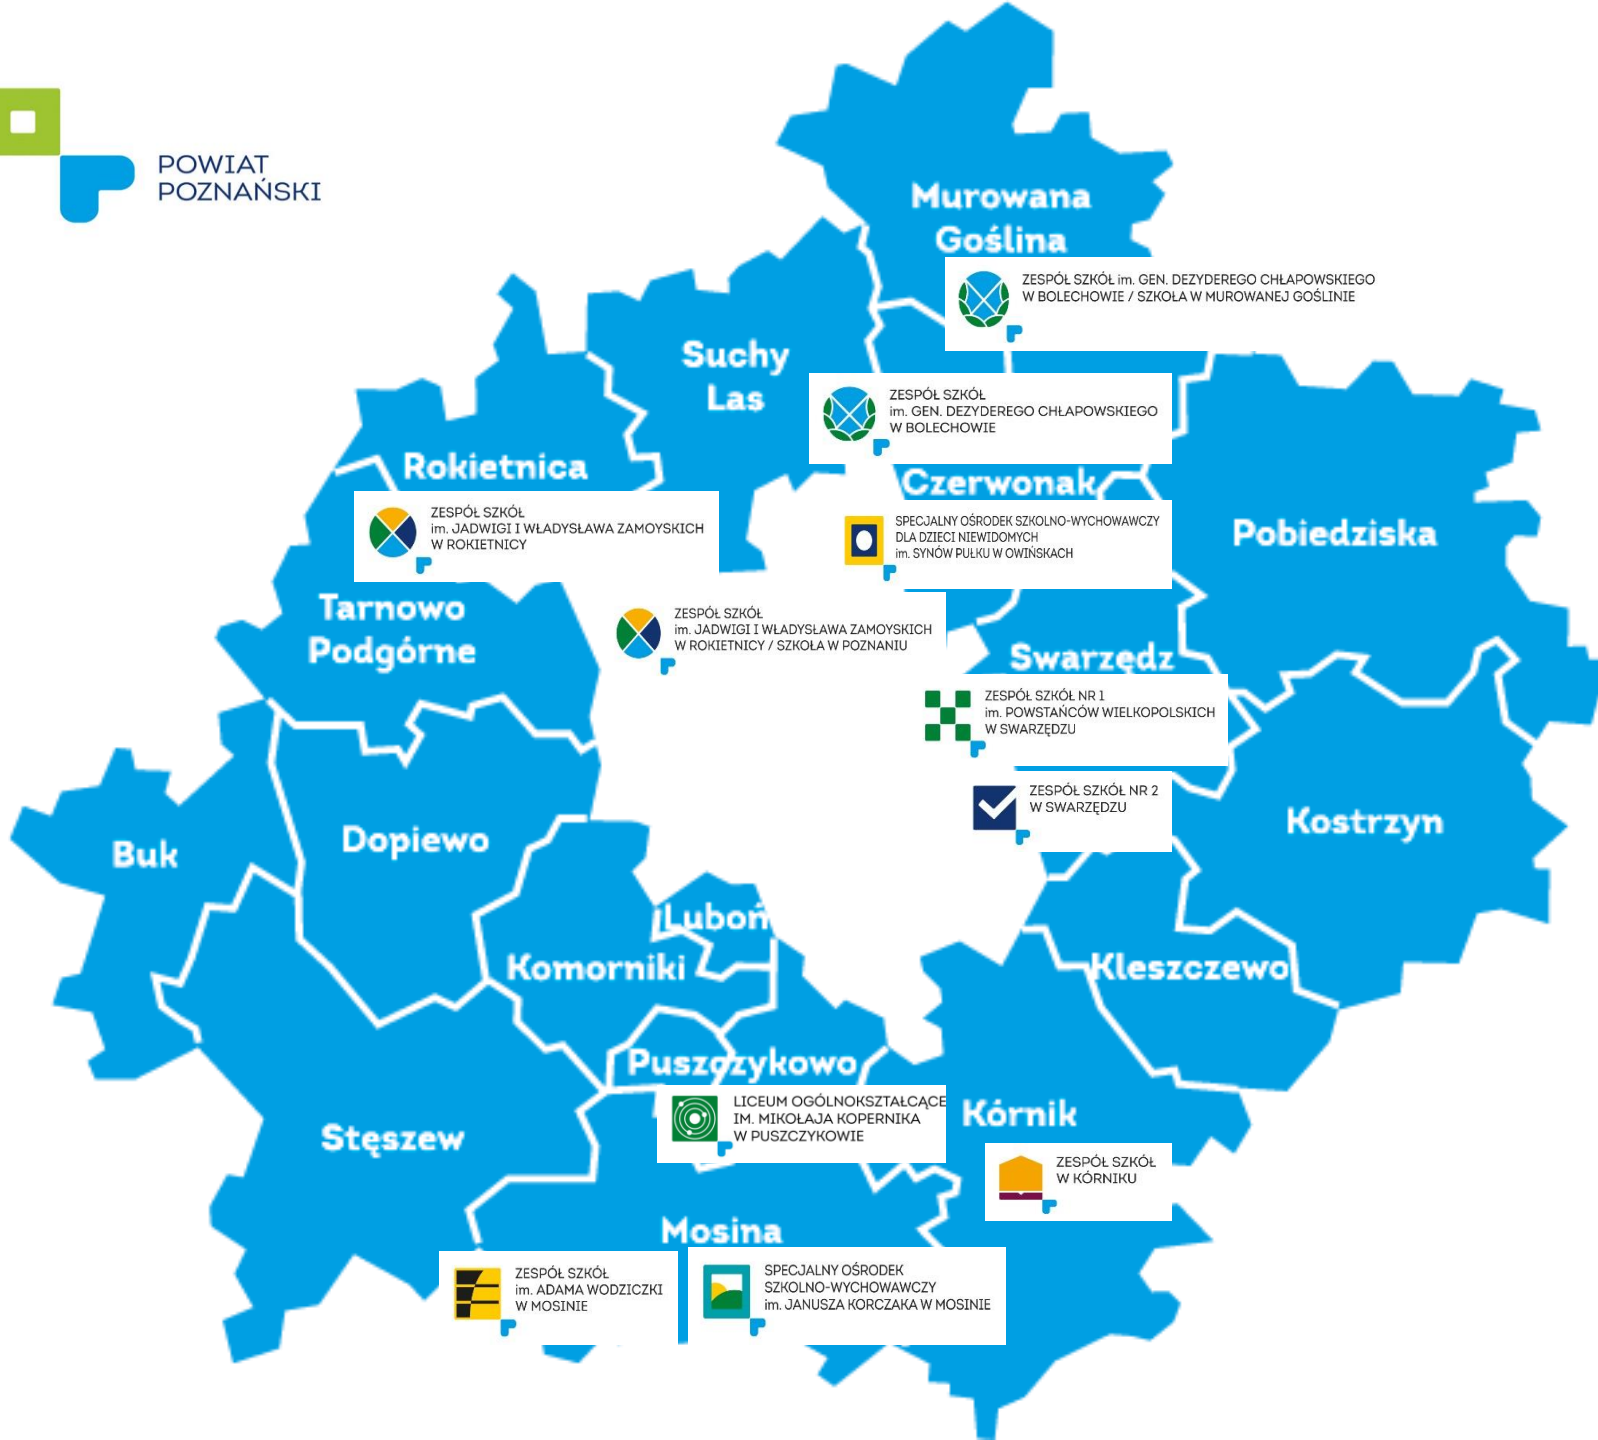 POWIAT
POZNAŃSKI
Murowana
Goślina
ZESPÓŁ SZKÓŁ im. GEN. DEZYDEREGO CHŁAPOWSKIEGO
W BOLECHOWIE / SZKOŁA W MUROWANEJ GOŚLINIE
Suchy
Las
ZESPÓŁ SZKÓŁ
im. GEN. DEZYDEREGO CHŁAPOWSKIEGO
W BOLECHOWIE
Rokietnica
Czerwonak
ZESPÓŁ SZKÓŁ
im. JADWIGI I WŁADYSŁAWA ZAMOYSKICH
W ROKIETNICY
SPECJALNY OŚRODEK SZKOLNO-WYCHOWAWCZY
DLA DZIECI NIEWIDOMYCH
im. SYNÓW PUŁKU W OWIŃSKACH
Pobiedziska
Tarnowo
Podgórne
ZESPÓŁ SZKÓŁ
im. JADWIGI I WŁADYSŁAWA ZAMOYSKICH
W ROKIETNICY / SZKOŁA W POZNANIU
Swarzędz
ZESPÓŁ SZKÓŁ NR 1
im. POWSTAŃCÓW WIELKOPOLSKICH
W SWARZĘDZU
ZESPÓŁ SZKÓŁ NR 2
W SWARZĘDZU
Kostrzyn
Buk
Dopiewo
Luboń
Komorniki
Kleszczewo
Puszczykowo
LICEUM OGÓLNOKSZTAŁCĄCE
IM. MIKOŁAJA KOPERNIKA
W PUSZCZYKOWIE
Kórnik
Stęszew
ZESPÓŁ SZKÓŁ
W KÓRNIKU
Mosina
ZESPÓŁ SZKÓŁ
im. ADAMA WODZICZKI
W MOSINIE
SPECJALNY OŚRODEK
SZKOLNO-WYCHOWAWCZY
im. JANUSZA KORCZAKA W MOSINIE